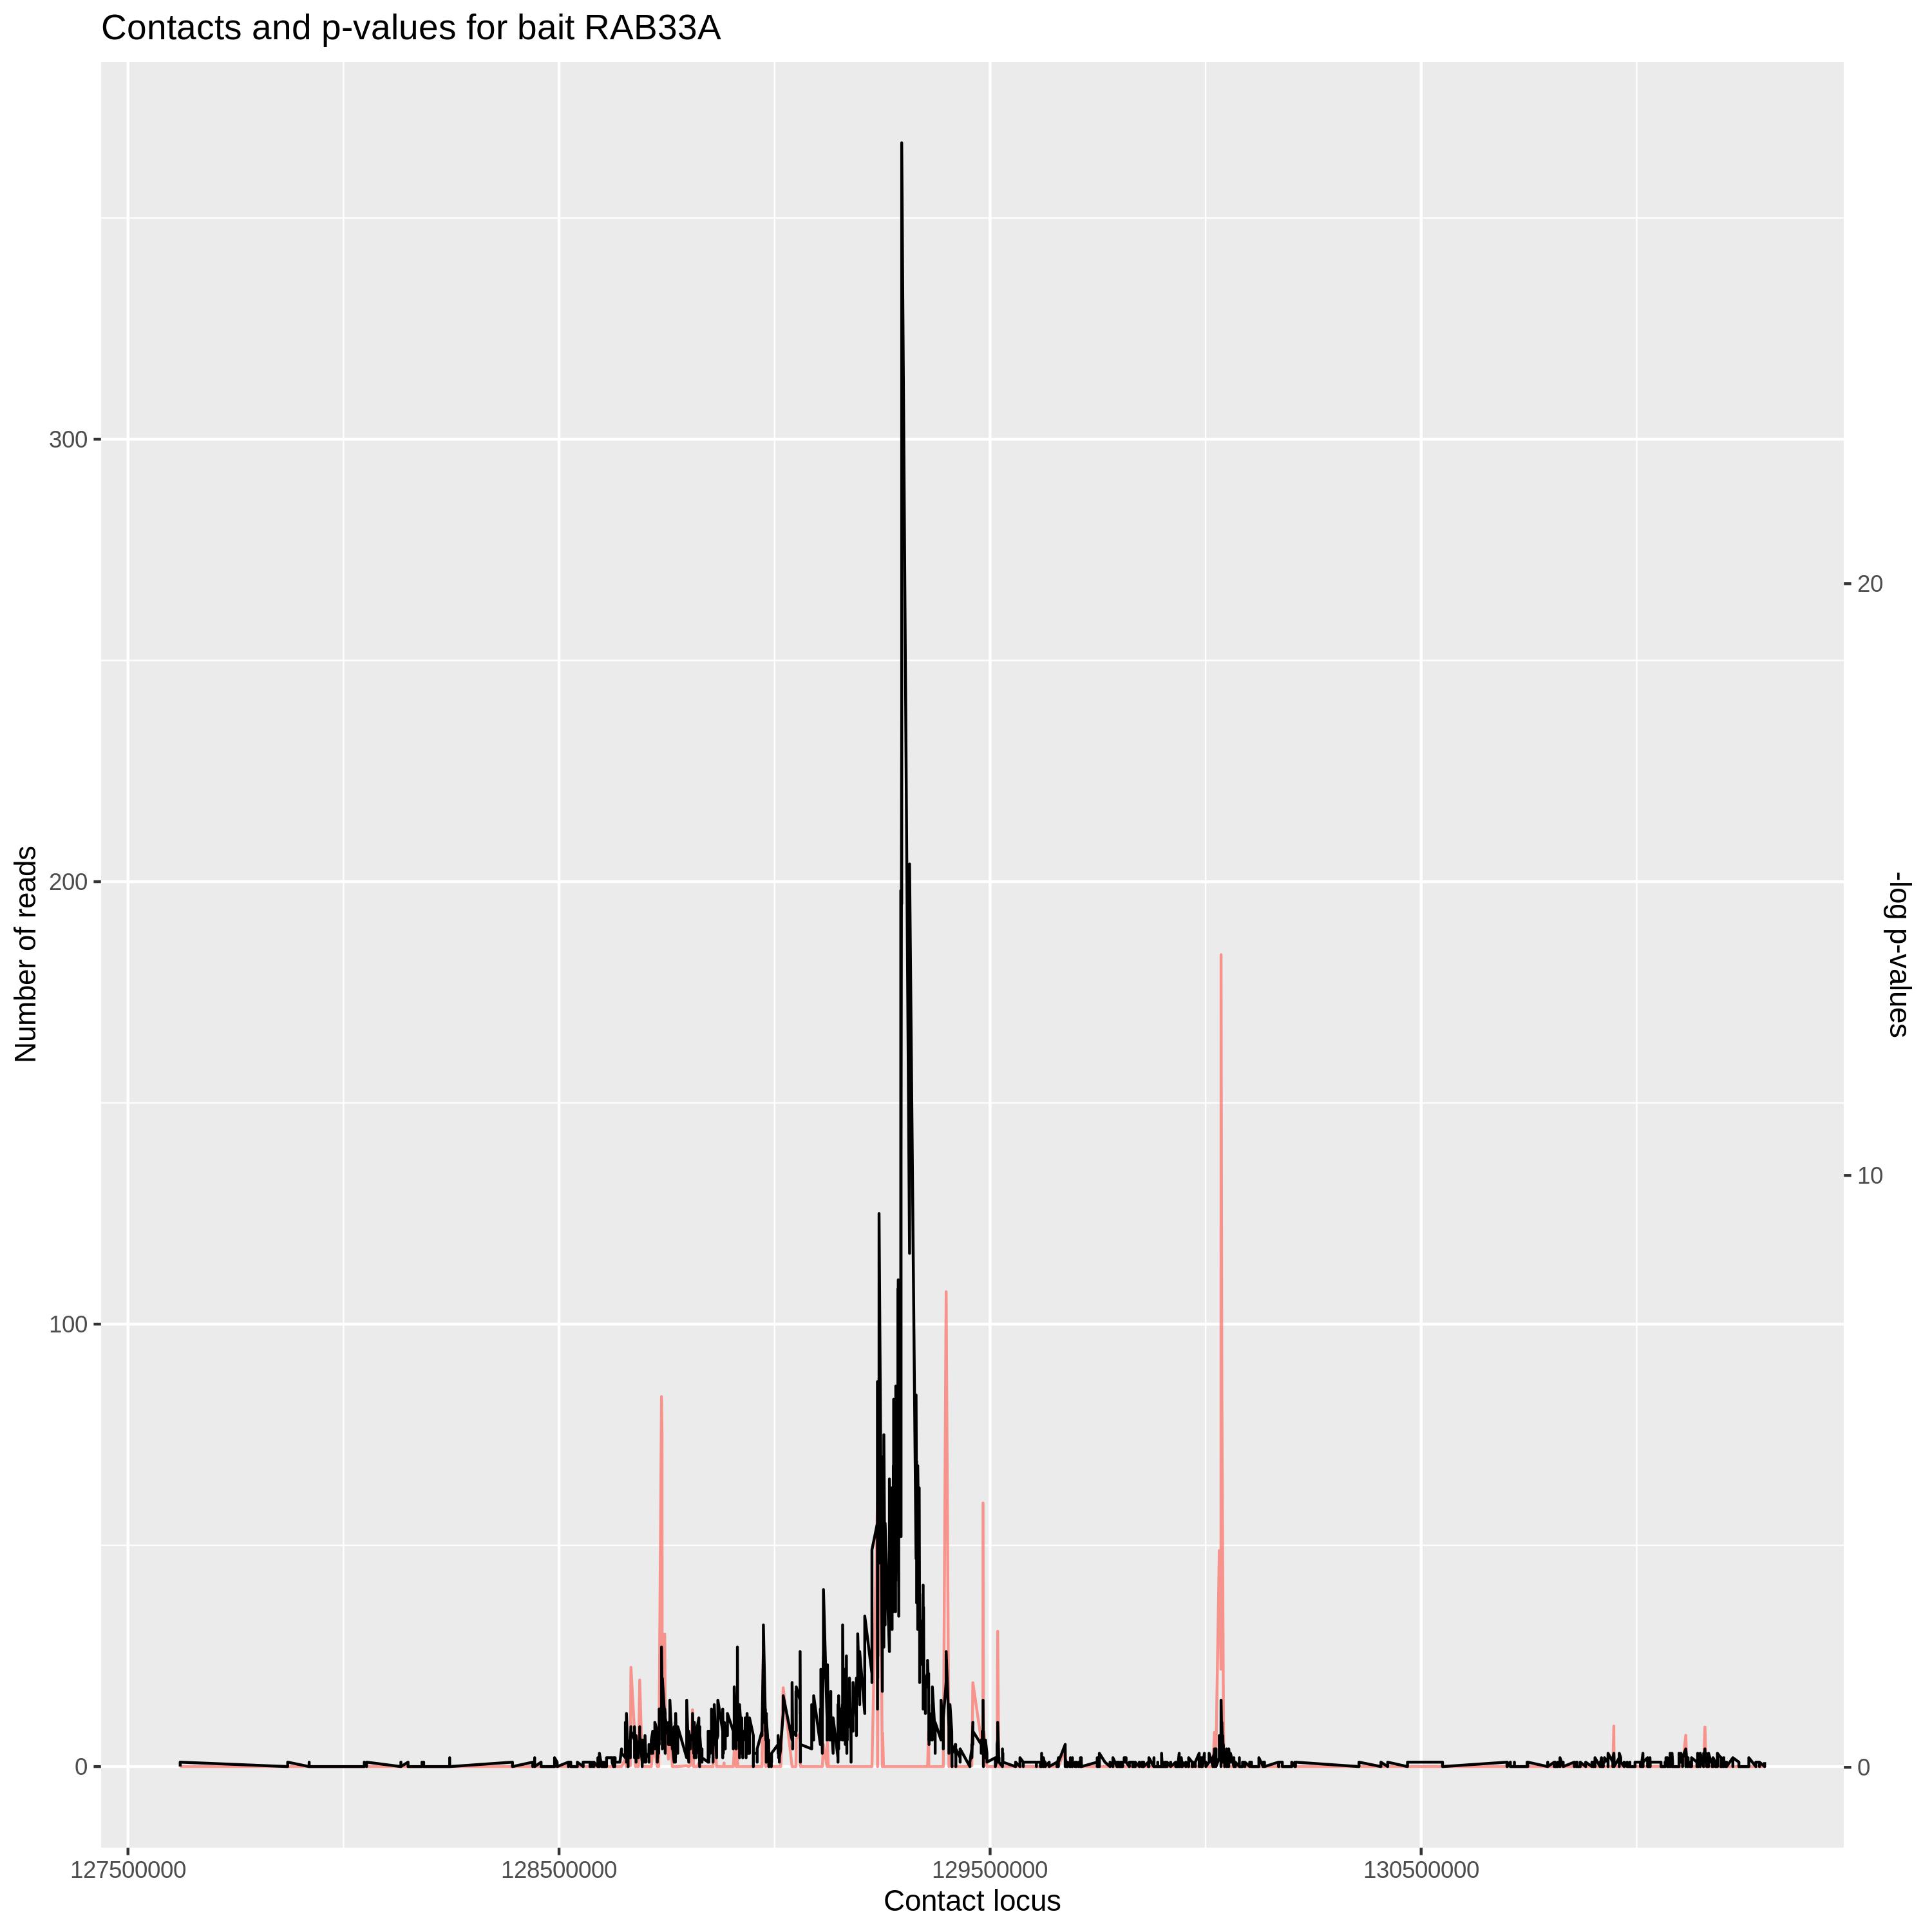 Contacts and p-values for bait RAB33A
Number of reads
300
200
100
0
20
10
0
-log p-values
127500000
128500000
129500000
130500000
Contact locus